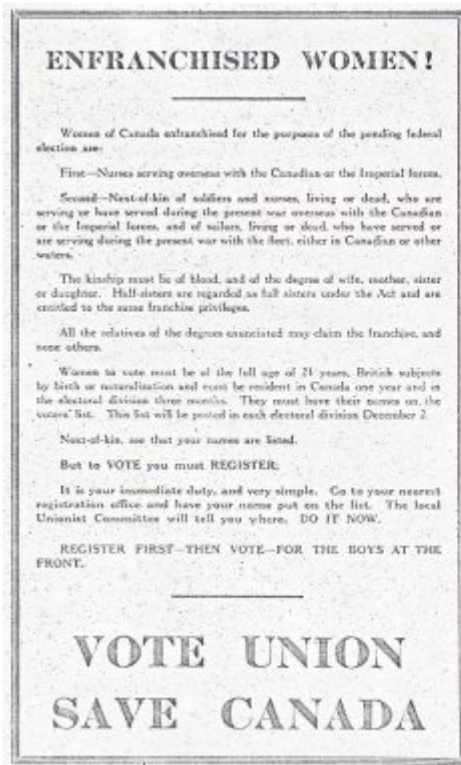 ENFRANCHISED WOMEN!
Women of Canada enfranchised for the purposes of the pending federal
election are:
First—Nurses serving overseas with the Canadian or the Imperial forces.
Second—Next-of-kin of soldiers and nurses, living or dead, who are
serving or have served during the present war overseas with the Canadian
or the Imperial forces, and of sailors, living or dead, who have served or
are serving during the present war with the fleet, either in Canadian or other
waters.
The kinship must be of blood, and of the degree of wife, mother, sister
or daughter. Half-sisters are regarded as full sisters under the Act and are
entitled to the same franchise privileges.
All the relatives of the degrees enunciated may claim the franchise, and
none others.
Women to vote must be of the full age of 21 years, British subjects
by birth or naturalization and must be resident in Canada one year and in
the electoral division three months. They must have their names on the
voters' list. This list will be posted in each electoral division December 2.
Next-of-kin, see that your names are listed.
But to VOTE you must REGISTER.
It is your immediate duty, and very simple. Go to your nearest
registration office and have your name put on the list. The local
Unionist Committee will tell you where. DO IT NOW.
REGISTER FIRST—THEN VOTE—FOR THE BOYS AT THE
FRONT.
VOTE UNION
SAVE CANADA